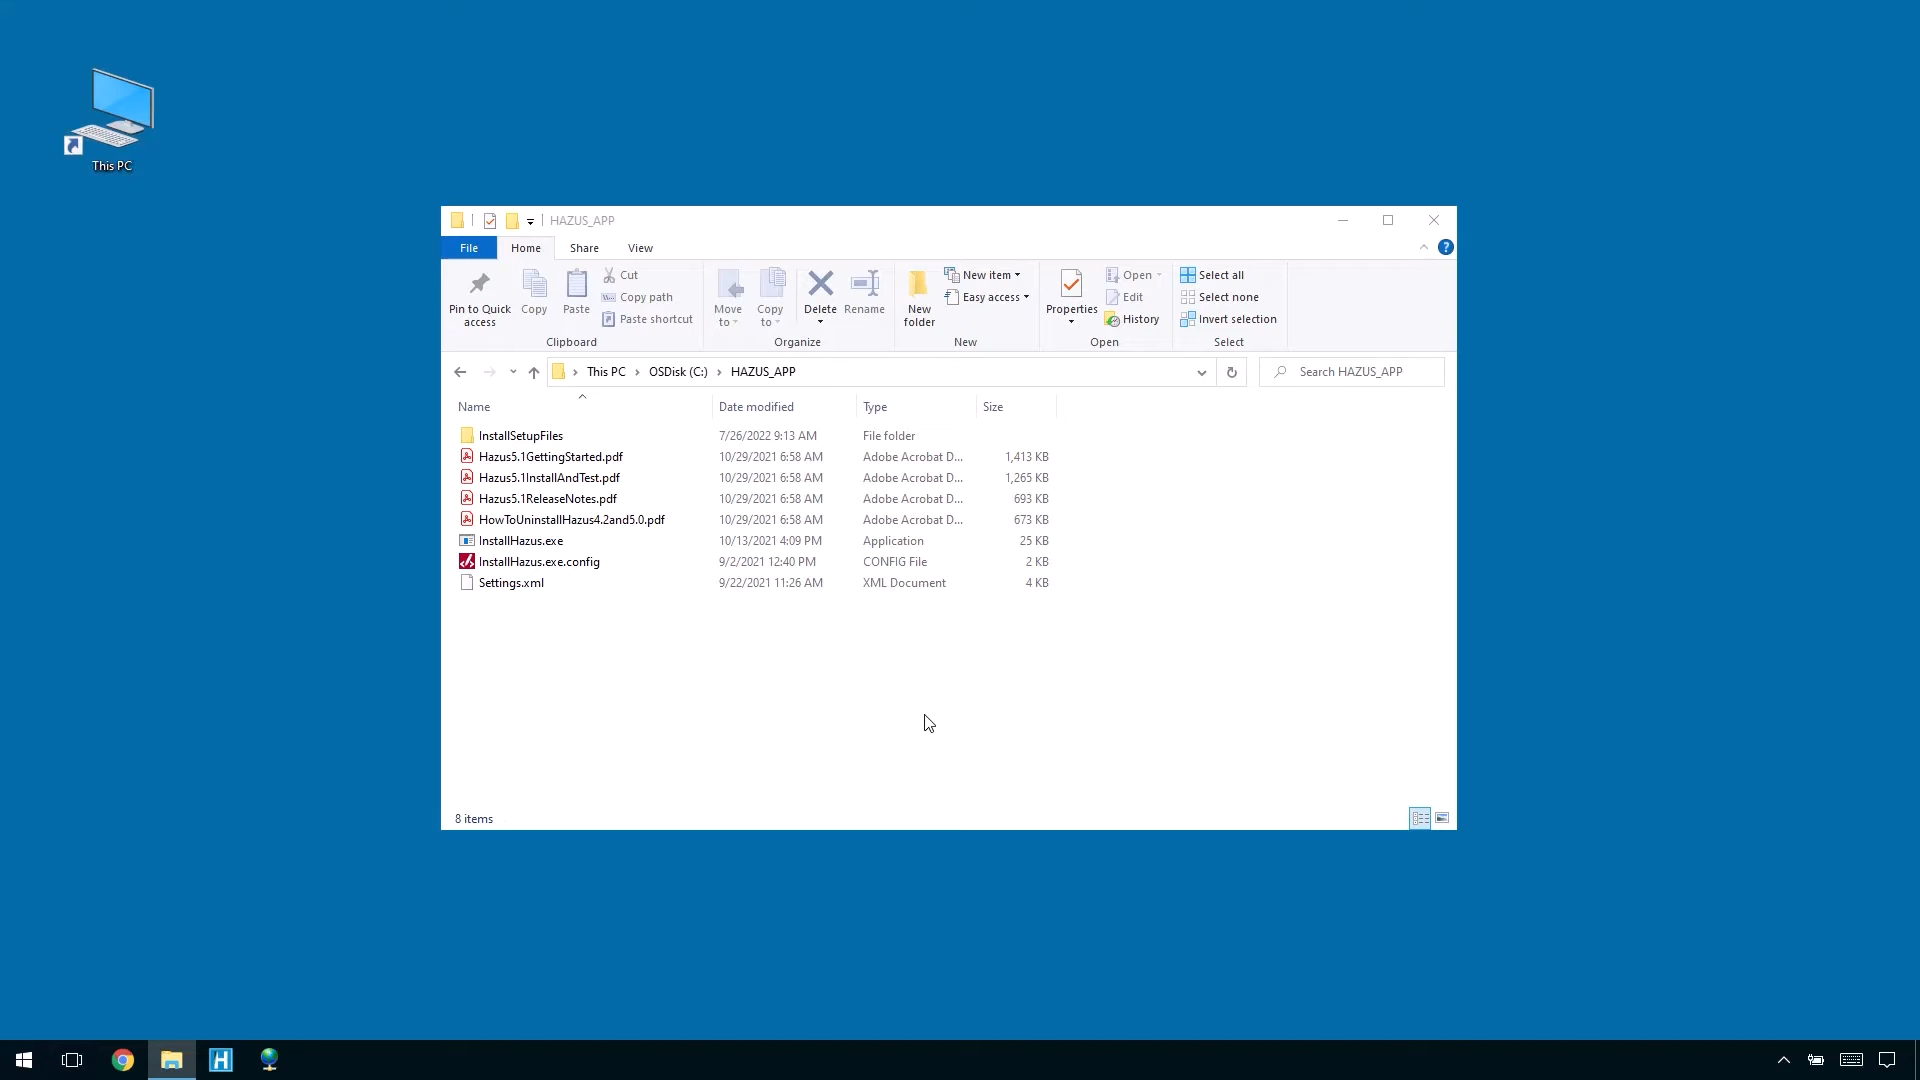 This PC
HAZUS_APP
File Home Share View
Pin to Quick access
Copy
Paste
Cut
Copy path
Paste shortcut
Clipboard
Move to
Copy to
Delete
Rename
Organize
New folder
New item
Easy access
New
Properties
Open
Edit
History
Open
Select all
Select none
Invert selection
Select
This PC > OSDisk (C:) > HAZUS_APP
Search HAZUS_APP
Name Date modified Type Size
InstallSetupFiles 7/26/2022 9:13 AM File folder
Hazus5.1GettingStarted.pdf 10/29/2021 6:58 AM Adobe Acrobat D... 1,413 KB
Hazus5.1InstallAndTest.pdf 10/29/2021 6:58 AM Adobe Acrobat D... 1,265 KB
Hazus5.1ReleaseNotes.pdf 10/29/2021 6:58 AM Adobe Acrobat D... 693 KB
HowToUninstallHazus4.2and5.0.pdf 10/29/2021 6:58 AM Adobe Acrobat D... 673 KB
InstallHazus.exe 10/13/2021 4:09 PM Application 25 KB
InstallHazus.exe.config 9/2/2021 12:40 PM CONFIG File 2 KB
Settings.xml 9/22/2021 11:26 AM XML Document 4 KB
8 items
H